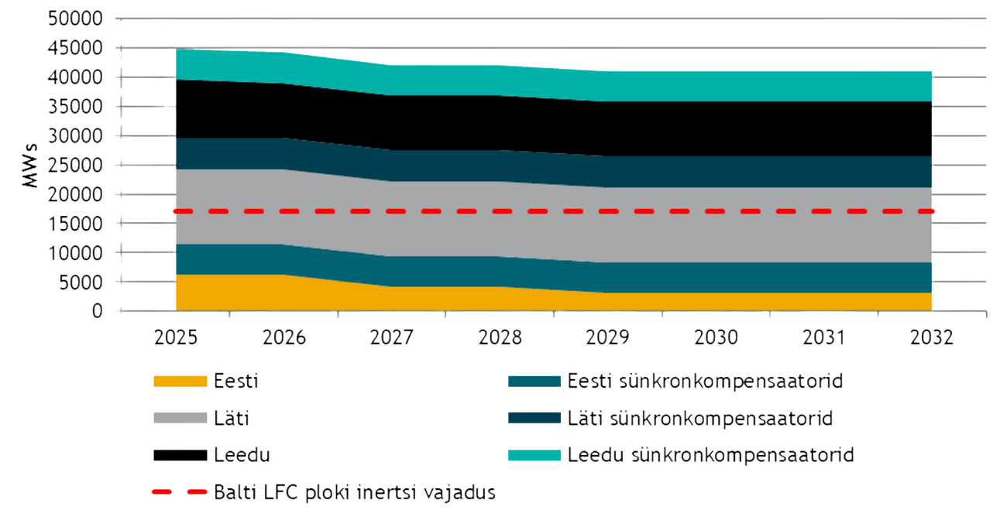 50000
45000
40000
35000
30000
25000
20000
15000
10000
5000
0
MWs
2025 2026 2027 2028 2029 2030 2031 2032
Eesti
Eesti sünkronkompensaatorid
Läti
Läti sünkronkompensaatorid
Leedu
Leedu sünkronkompensaatorid
Balti LFC ploki inertsi vajadus